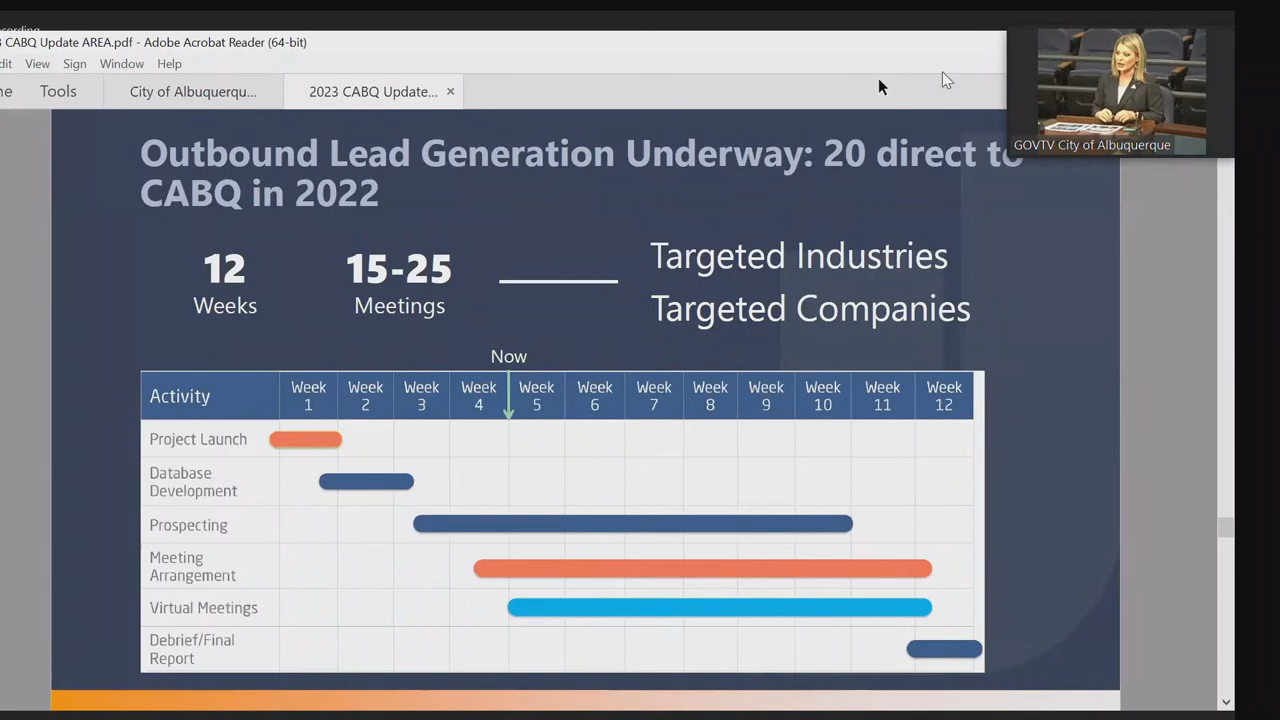 3 CABQ Update AREA.pdf - Adobe Acrobat Reader (64-bit)
View Sign Window Help
Tools City of Albuquerqu... 2023 CABQ Update... ×
GOVTV City of Albuquerque
Outbound Lead Generation Underway: 20 direct to
CABQ in 2022
12
Weeks
15-25
Meetings
Targeted Industries
Targeted Companies
Now
Activity Week 1 Week 2 Week 3 Week 4 Week 5 Week 6 Week 7 Week 8 Week 9 Week 10 Week 11 Week 12
Project Launch
Database
Development
Prospecting
Meeting
Arrangement
Virtual Meetings
Debrief/Final
Report